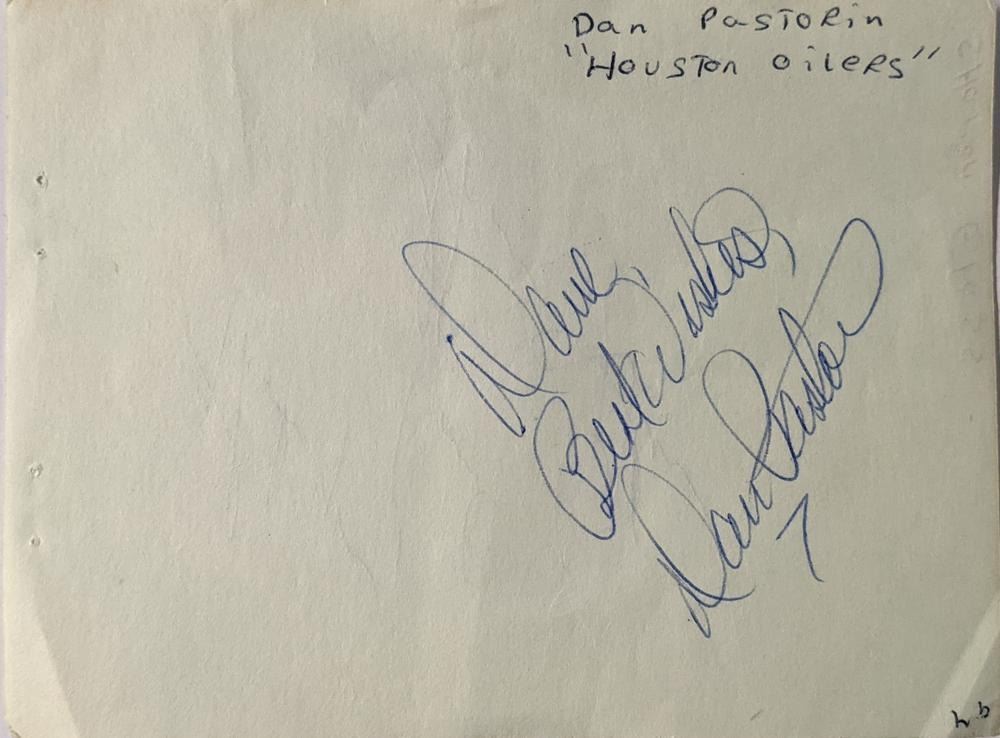 Dan Pastorin
"Houston Oilers"
Dave,
Best Wishes,
Dan Pastorini
7